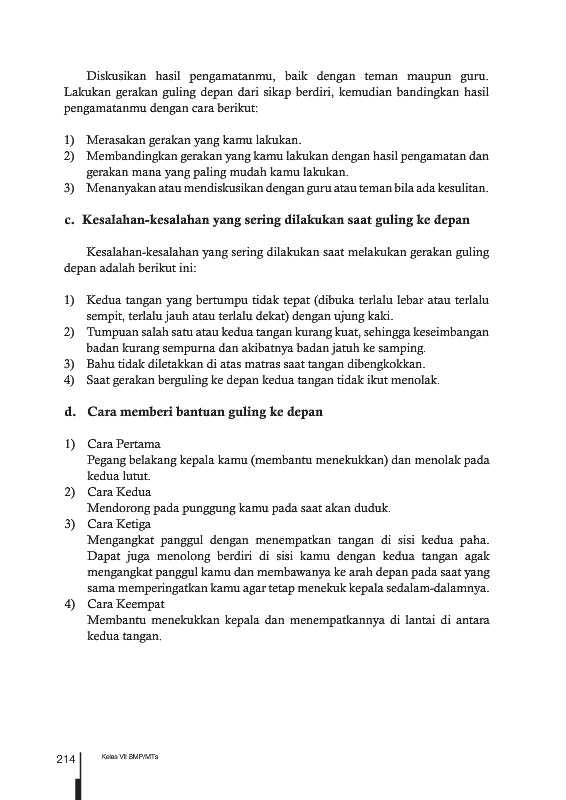 Diskusikan hasil pengamatanmu, baik dengan teman maupun guru.
Lakukan gerakan guling depan dari sikap berdiri, kemudian bandingkan hasil
pengamatanmu dengan cara berikut:
1) Merasakan gerakan yang kamu lakukan.
2) Membandingkan gerakan yang kamu lakukan dengan hasil pengamatan dan
gerakan mana yang paling mudah kamu lakukan.
3) Menanyakan atau mendiskusikan dengan guru atau teman bila ada kesulitan.
c. Kesalahan-kesalahan yang sering dilakukan saat guling ke depan
Kesalahan-kesalahan yang sering dilakukan saat melakukan gerakan guling
depan adalah berikut ini:
1) Kedua tangan yang bertumpu tidak tepat (dibuka terlalu lebar atau terlalu
sempit, terlalu jauh atau terlalu dekat) dengan ujung kaki.
2) Tumpuan salah satu atau kedua tangan kurang kuat, sehingga keseimbangan
badan kurang sempurna dan akibatnya badan jatuh ke samping.
3) Bahu tidak diletakkan di atas matras saat tangan dibengkokkan.
4) Saat gerakan berguling ke depan kedua tangan tidak ikut menolak.
d. Cara memberi bantuan guling ke depan
1) Cara Pertama
Pegang belakang kepala kamu (membantu menekukkan) dan menolak pada
kedua lutut.
2) Cara Kedua
Mendorong pada punggung kamu pada saat akan duduk.
3) Cara Ketiga
Mengangkat panggul dengan menempatkan tangan di sisi kedua paha.
Dapat juga menolong berdiri di sisi kamu dengan kedua tangan agak
mengangkat panggul kamu dan membawanya ke arah depan pada saat yang
sama memperingatkan kamu agar tetap menekuk kepala sedalam-dalamnya.
4) Cara Keempat
Membantu menekukkan kepala dan menempatkannya di lantai di antara
kedua tangan.
214 Kelas VII SMP/MTs